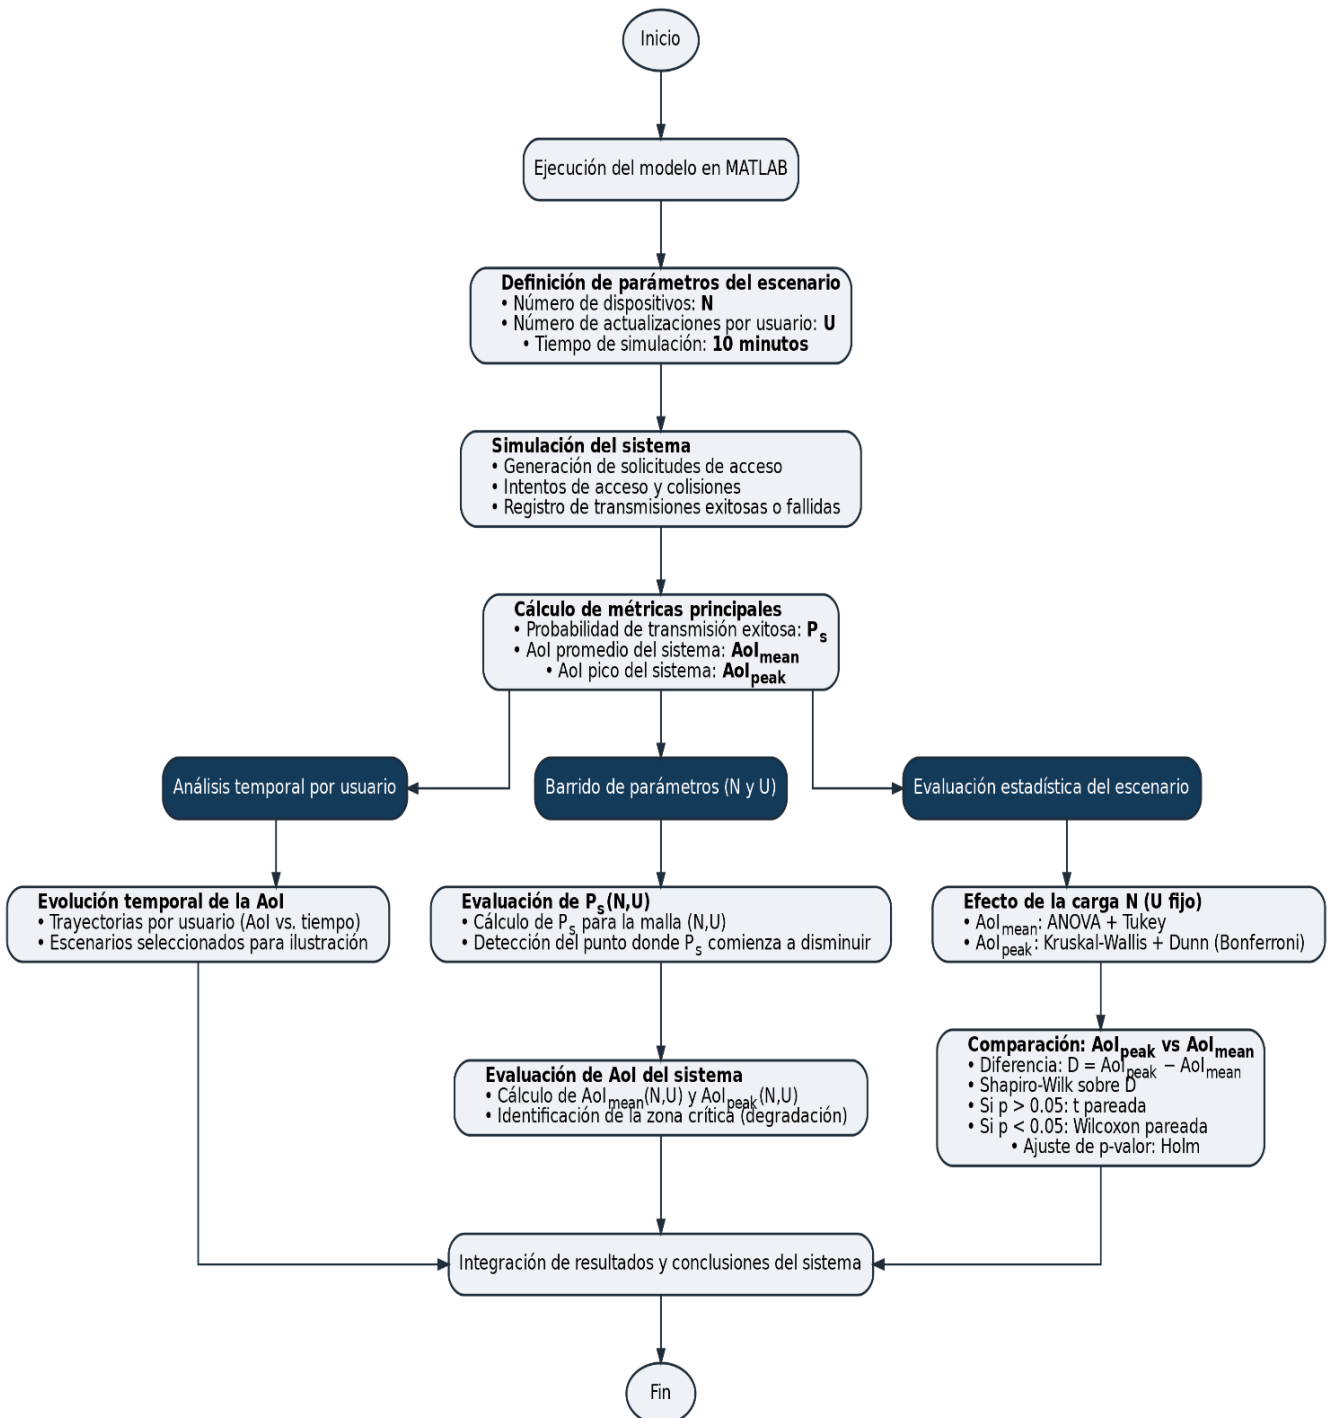 Inicio
Ejecución del modelo en MATLAB
Definición de parámetros del escenario
• Número de dispositivos: N
• Número de actualizaciones por usuario: U
• Tiempo de simulación: 10 minutos
Simulación del sistema
• Generación de solicitudes de acceso
• Intentos de acceso y colisiones
• Registro de transmisiones exitosas o fallidas
Cálculo de métricas principales
• Probabilidad de transmisión exitosa: Ps
• AoI promedio del sistema: AoImean
• AoI pico del sistema: AoIpeak
Análisis temporal por usuario
Barrido de parámetros (N y U)
Evaluación estadística del escenario
Evolución temporal de la AoI
• Trayectorias por usuario (AoI vs. tiempo)
• Escenarios seleccionados para ilustración
Evaluación de Ps(N,U)
• Cálculo de Ps para la malla (N,U)
• Detección del punto donde Ps comienza a disminuir
Efecto de la carga N (U fijo)
• AoImean: ANOVA + Tukey
• AoIpeak: Kruskal-Wallis + Dunn (Bonferroni)
Evaluación de AoI del sistema
• Cálculo de AoImean(N,U) y AoIpeak(N,U)
• Identificación de la zona crítica (degradación)
Comparación: AoIpeak vs AoImean
• Diferencia: D = AoIpeak − AoImean
• Shapiro-Wilk sobre D
• Si p > 0.05: t pareada
• Si p < 0.05: Wilcoxon pareada
• Ajuste de p-valor: Holm
Integración de resultados y conclusiones del sistema
Fin